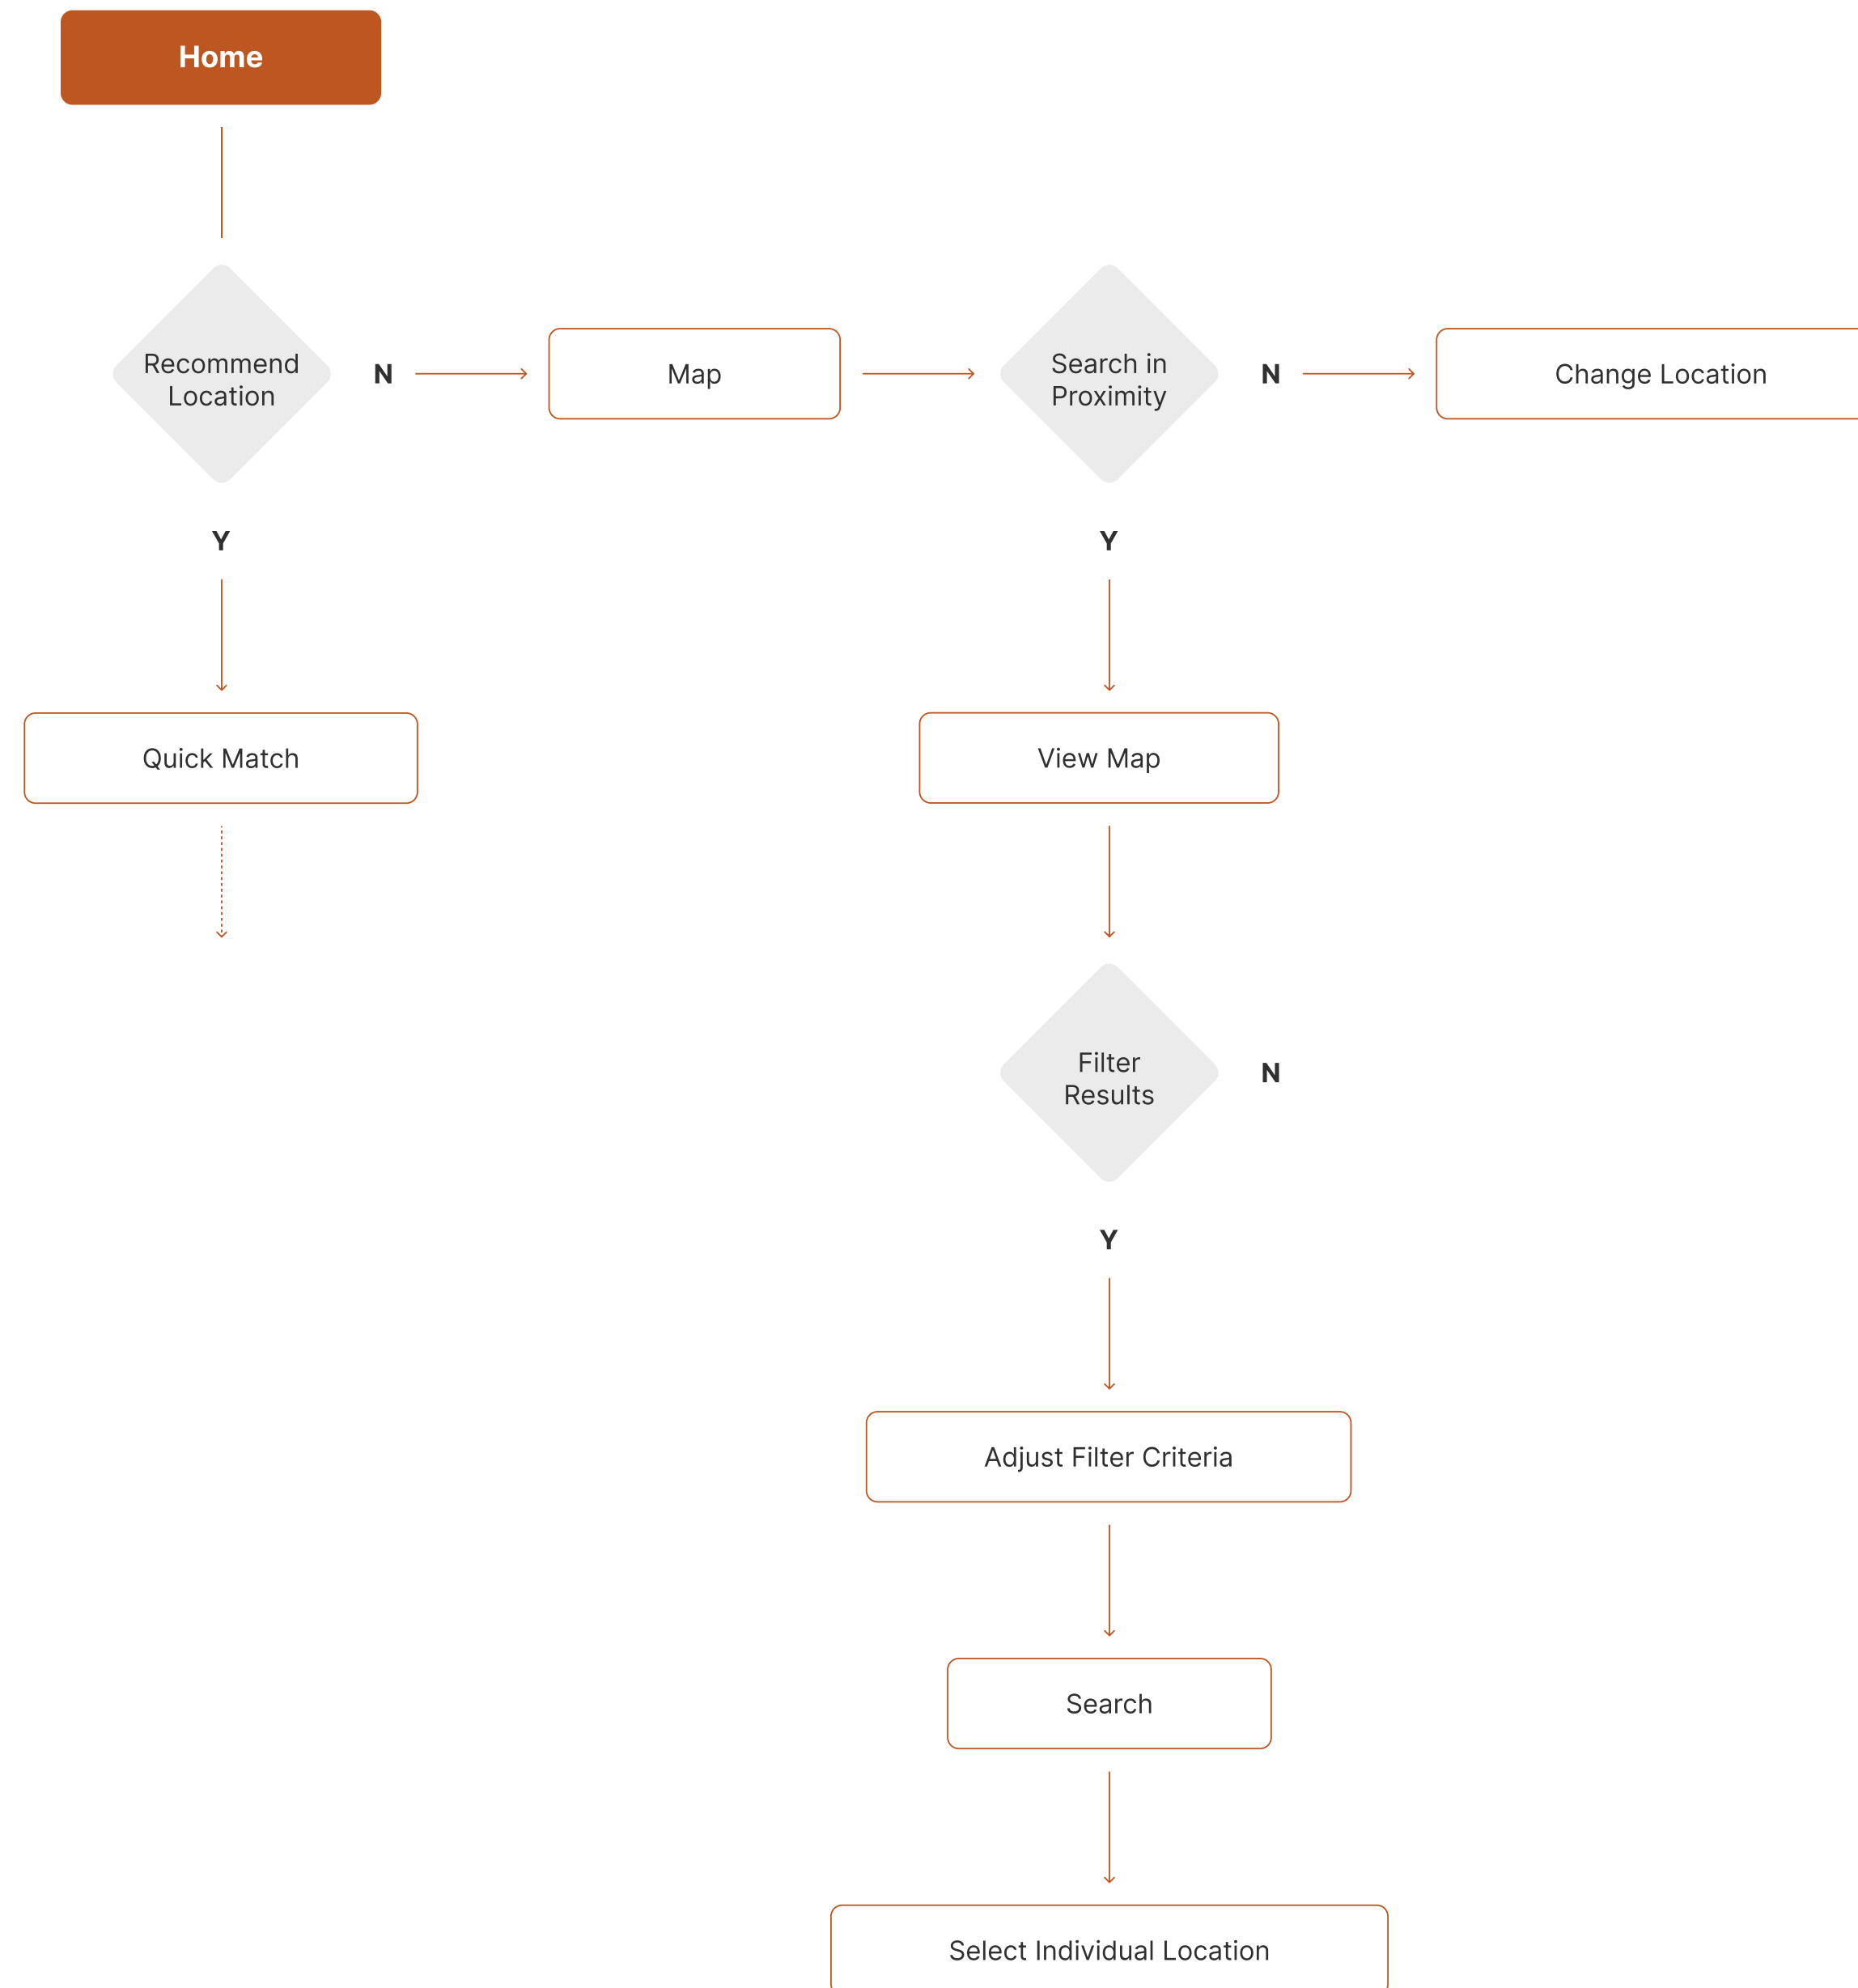 Home
Recommend
Location
N
Map
Search in
Proximity
N
Change Location
Y
Y
Quick Match
View Map
Filter
Results
N
Y
Adjust Filter Criteria
Search
Select Individual Location